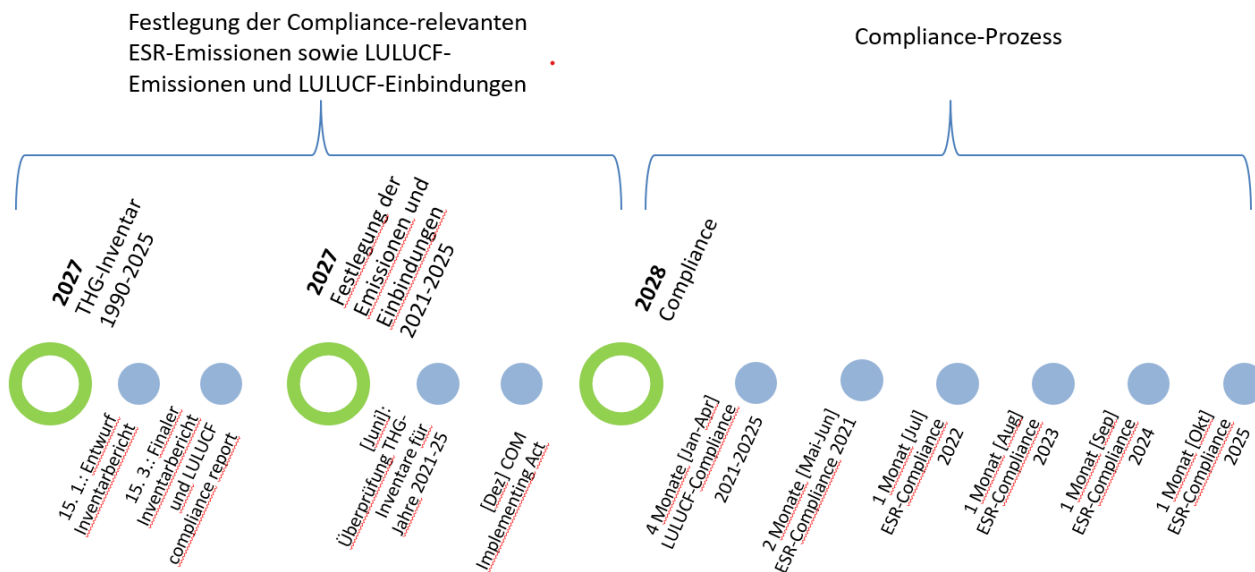 Festlegung der Compliance-relevanten
ESR-Emissionen sowie LULUCF-
Emissionen und LULUCF-Einbindungen
Compliance-Prozess
2027
THG-Inventar
1990-2025
2027
Festlegung der
Emissionen und
Einbindungen
2021-2025
2028
Compliance
15. 1.: Entwurf
Inventarbericht
15. 3.: Finaler
Inventarbericht
und LULUCF
compliance report
[Juni]:
Überprüfung THG-
Inventare für
Jahre 2021-25
[Dez] COM
Implementing Act
4 Monate [Jan-Apr]
LULUCF-Compliance
2021-20225
2 Monate [Mai-Jun]
ESR-Compliance 2021
1 Monat [Jul]
ESR-Compliance
2022
1 Monat [Aug]
ESR-Compliance
2023
1 Monat [Sep]
ESR-Compliance
2024
1 Monat [Okt]
ESR-Compliance
2025